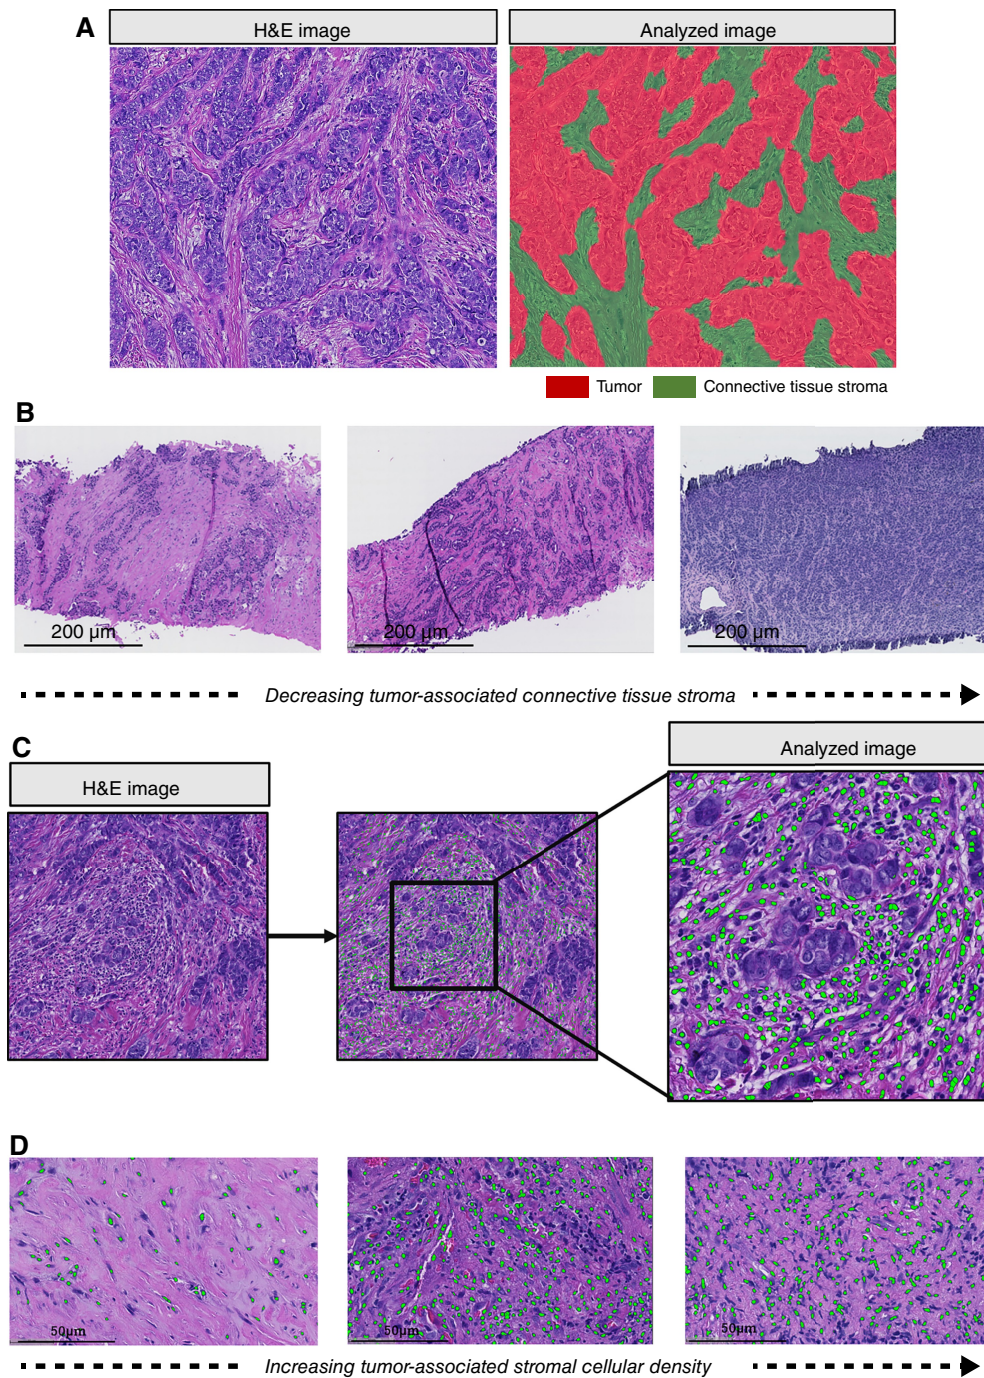 A
H&E image
Analyzed image
Tumor
Connective tissue stroma
B
200 µm
200 µm
200 µm
Decreasing tumor-associated connective tissue stroma
C
H&E image
Analyzed image
D
50µm
50µm
50µm
Increasing tumor-associated stromal cellular density